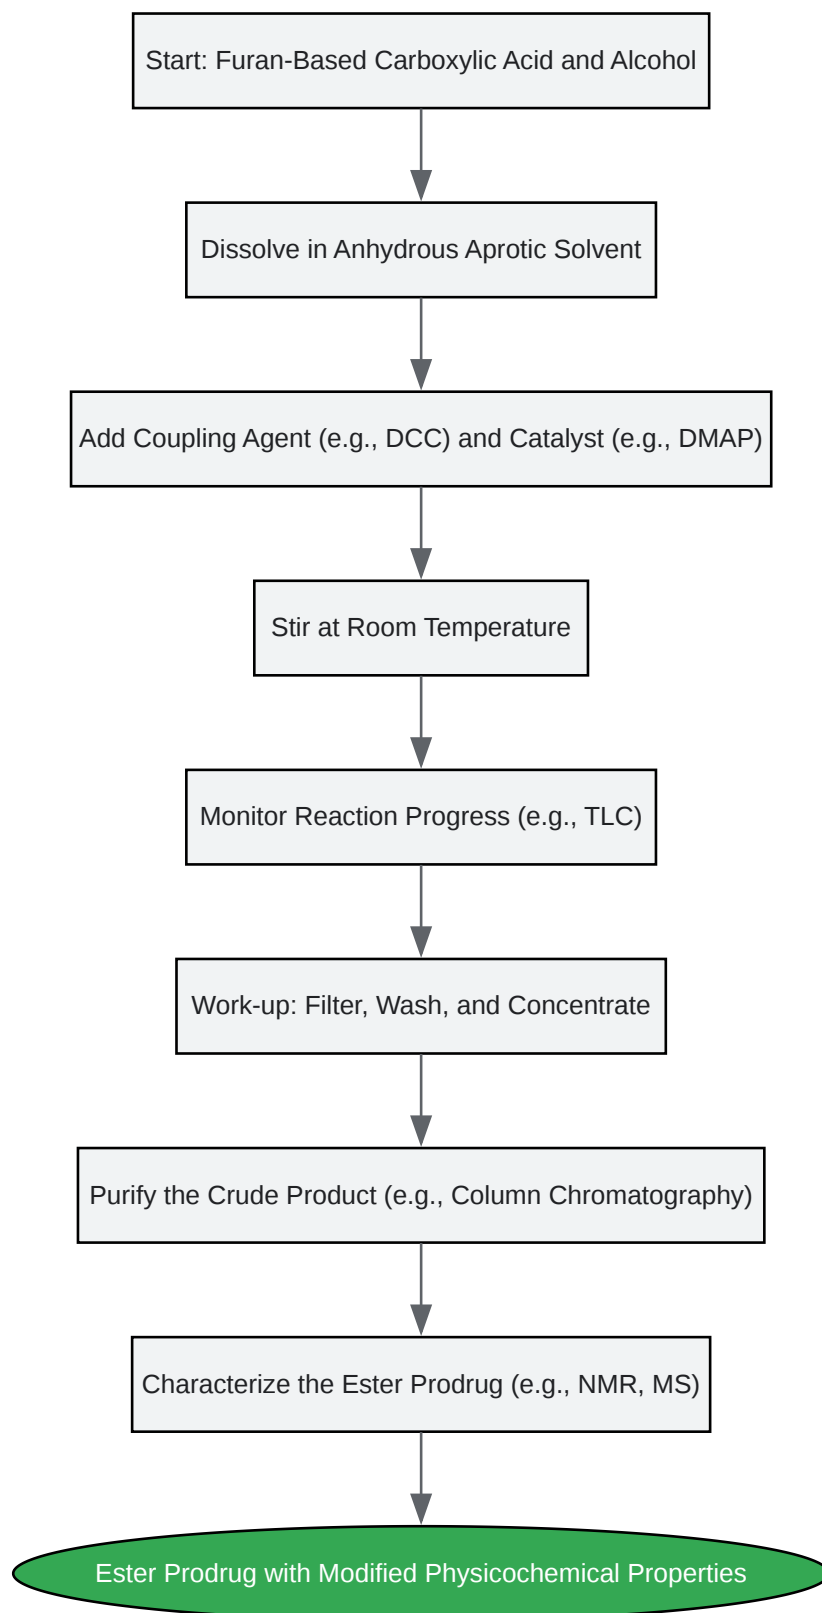 Start: Furan-Based Carboxylic Acid and Alcohol
Dissolve in Anhydrous Aprotic Solvent
Add Coupling Agent (e.g., DCC) and Catalyst (e.g., DMAP)
Stir at Room Temperature
Monitor Reaction Progress (e.g., TLC)
Work-up: Filter, Wash, and Concentrate
Purify the Crude Product (e.g., Column Chromatography)
Characterize the Ester Prodrug (e.g., NMR, MS)
Ester Prodrug with Modified Physicochemical Properties